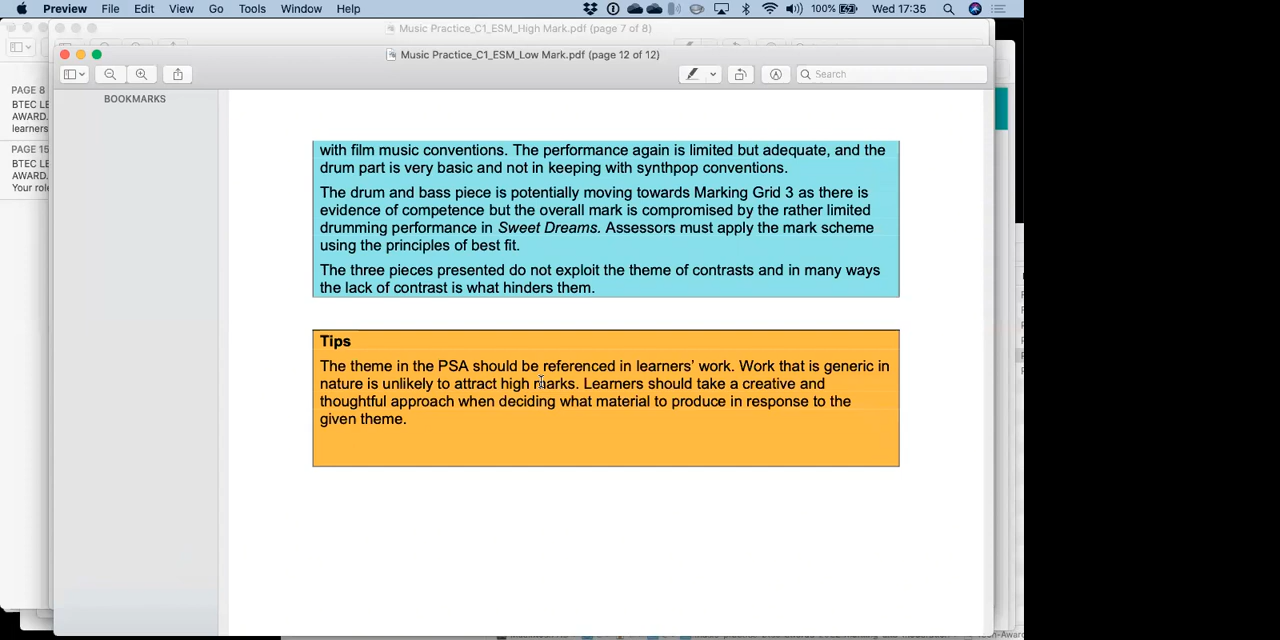 Preview File Edit View Go Tools Window Help 100% Wed 17:35
Music Practice_C1_ESM_High Mark.pdf (page 7 of 8)
Music Practice_C1_ESM_Low Mark.pdf (page 12 of 12)
Search
PAGE 8
BTEC LE
AWARD.
learners
PAGE 15
BTEC LE
AWARD.
Your role
BOOKMARKS
with film music conventions. The performance again is limited but adequate, and the
drum part is very basic and not in keeping with synthpop conventions.
The drum and bass piece is potentially moving towards Marking Grid 3 as there is
evidence of competence but the overall mark is compromised by the rather limited
drumming performance in Sweet Dreams. Assessors must apply the mark scheme
using the principles of best fit.
The three pieces presented do not exploit the theme of contrasts and in many ways
the lack of contrast is what hinders them.
Tips
The theme in the PSA should be referenced in learners’ work. Work that is generic in
nature is unlikely to attract high marks. Learners should take a creative and
thoughtful approach when deciding what material to produce in response to the
given theme.